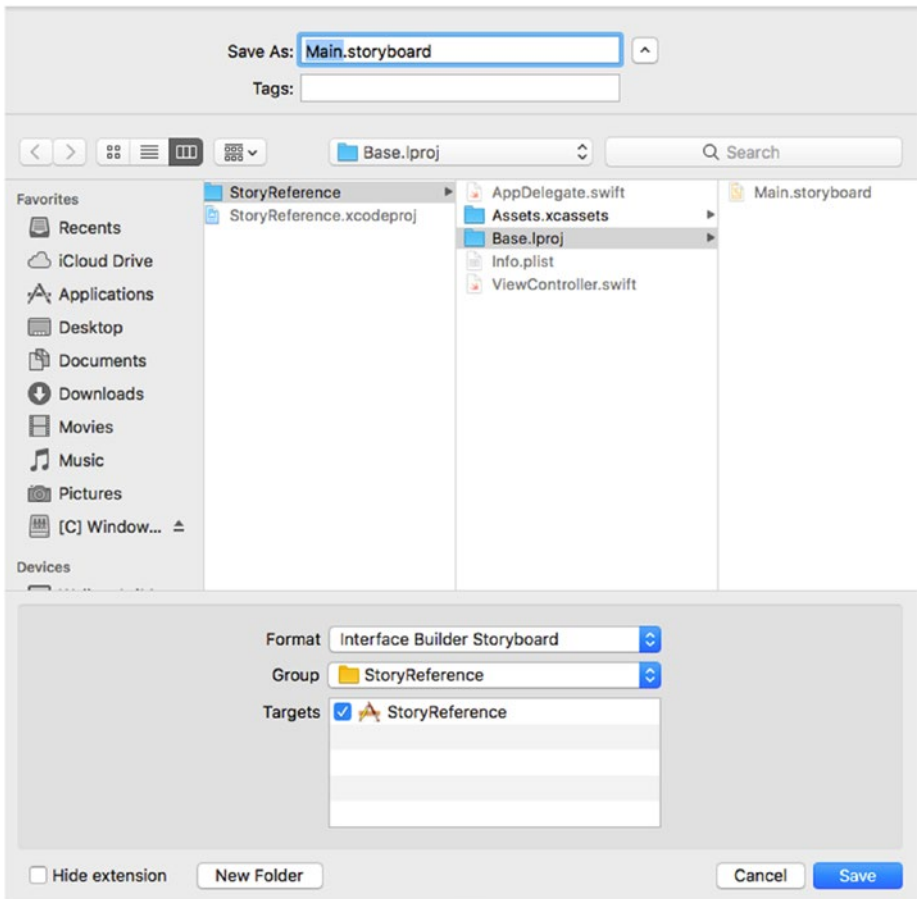 Save As: Main.storyboard
Tags:
Base.lproj
Search
Favorites
Recents
iCloud Drive
Applications
Desktop
Documents
Downloads
Movies
Music
Pictures
[C] Window...
Devices
StoryReference
StoryReference.xcodeproj
AppDelegate.swift
Assets.xcassets
Base.lproj
Info.plist
ViewController.swift
Main.storyboard
Format Interface Builder Storyboard
Group StoryReference
Targets StoryReference
Hide extension New Folder Cancel Save